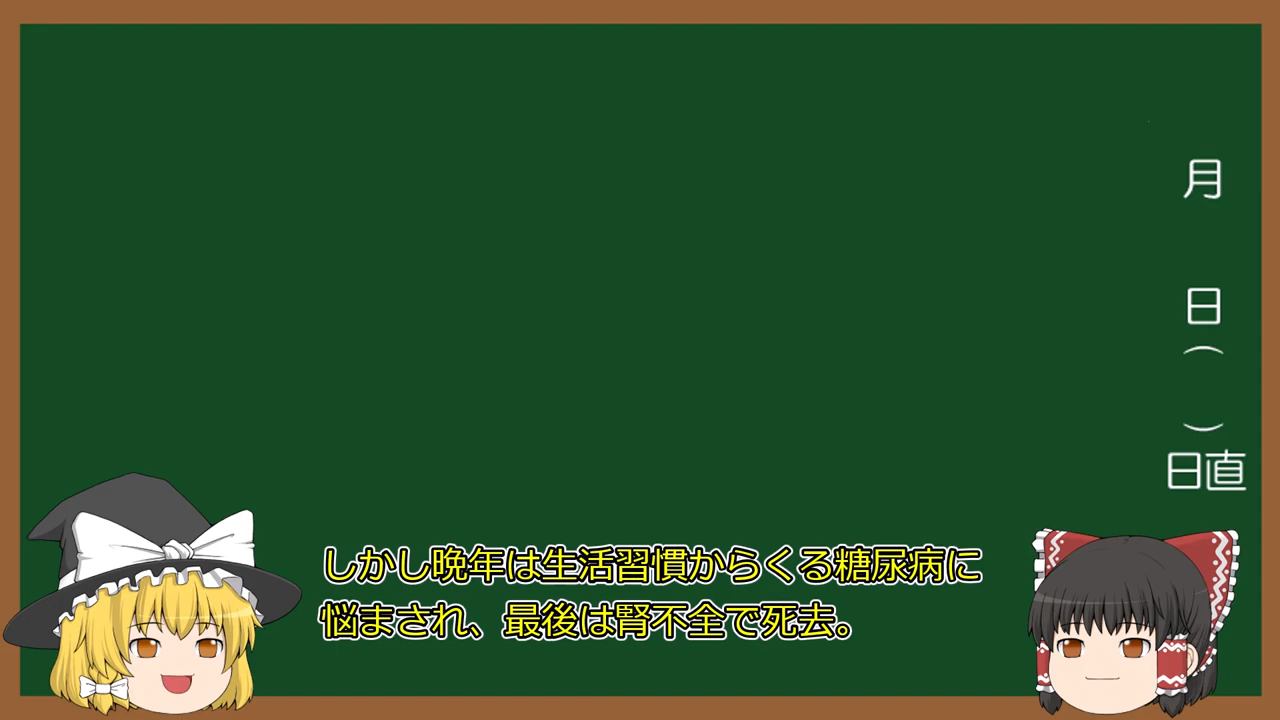 月
日
（
）
日直
しかし晩年は生活習慣からくる糖尿病に
悩まされ、最後は腎不全で死去。